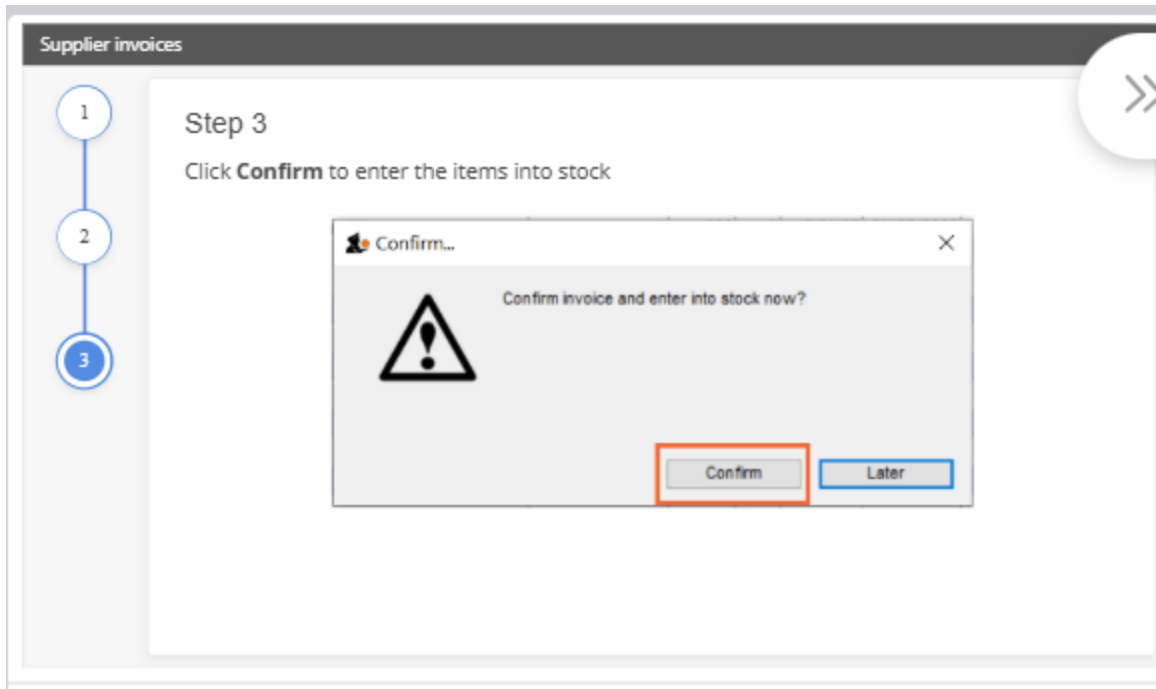 Supplier invoices
1
Step 3
Click Confirm to enter the items into stock
2
Confirm...
Confirm invoice and enter into stock now?
3
Confirm
Later